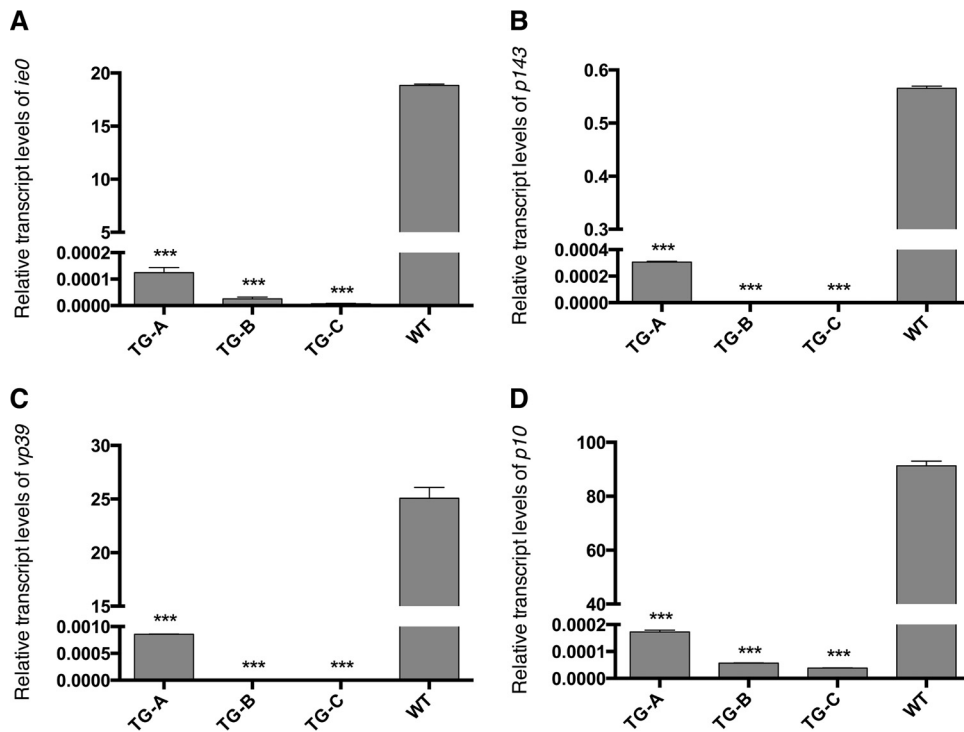 A
Relative transcript levels of ie0
20
15
10
5
0.0002
0.0001
0.0000
***
***
***
TG-A
TG-B
TG-C
WT
B
Relative transcript levels of p143
0.6
0.5
0.4
0.3
0.0004
0.0002
0.0000
***
***
***
TG-A
TG-B
TG-C
WT
C
Relative transcript levels of vp39
30
25
20
15
0.0010
0.0005
0.0000
***
***
***
TG-A
TG-B
TG-C
WT
D
Relative transcript levels of p10
100
80
60
40
0.0002
0.0001
0.0000
***
***
***
TG-A
TG-B
TG-C
WT